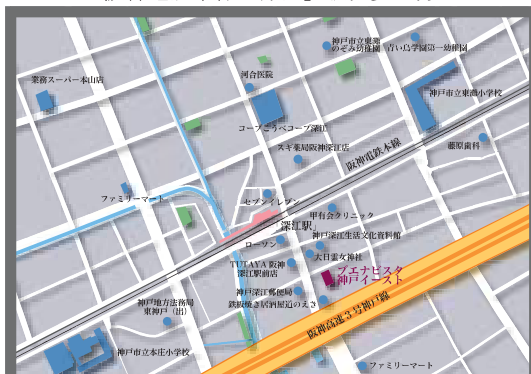 神戸市立東灘
のぞみ幼稚園
青い鳥学園第一幼稚園
業務スーパー本山店
河合医院
神戸市立東灘小学校
コープこうべコープ深江
スギ薬局阪神深江店
阪神電鉄本線
藤原歯科
ファミリーマート
セブンイレブン
甲有会クリニック
「深江駅」
ローソン
神戸深江生活文化資料館
大日霊女神社
TUTAYA 阪神
深江駅前店
ブエナビスタ
神戸イースト
神戸深江郵便局
鉄板焼き居酒屋道のえき
神戸地方法務局
東神戸（出）
阪神高速3号神戸線
神戸市立本庄小学校
ファミリーマート